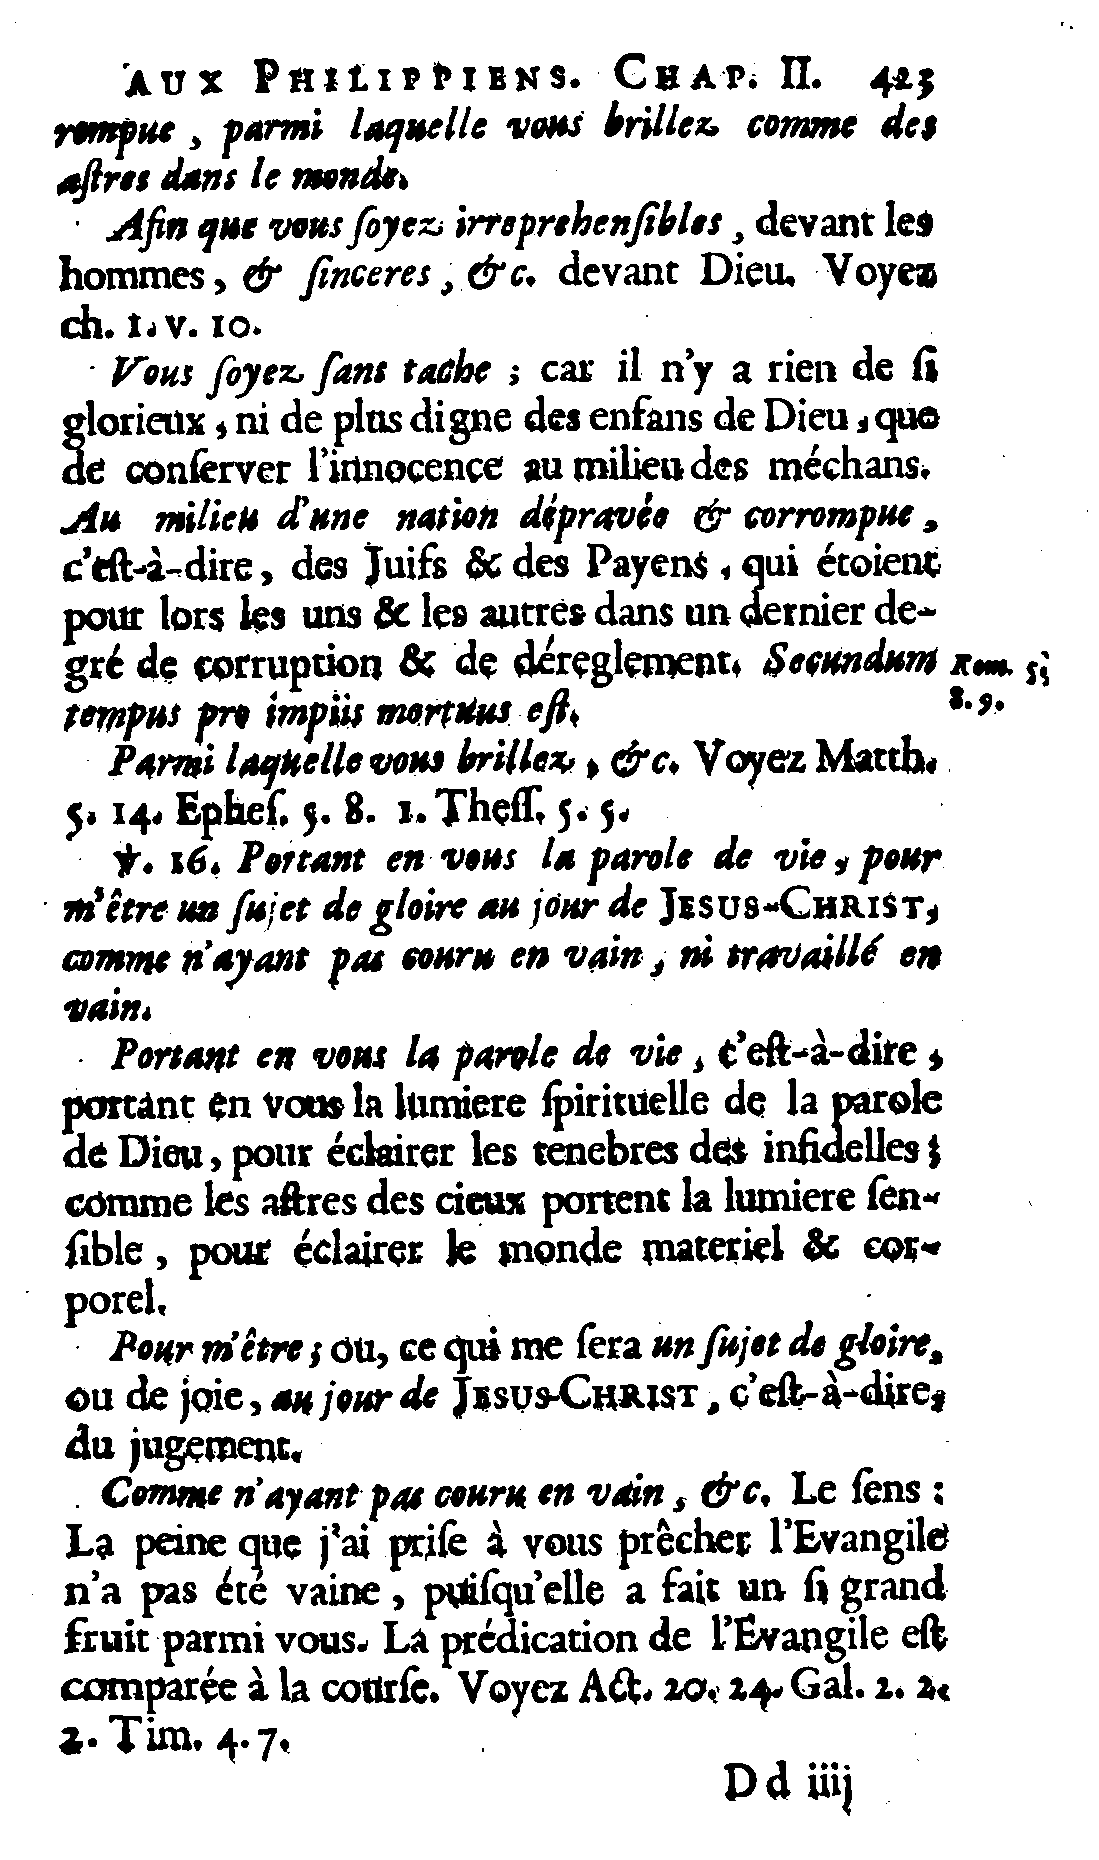 AUX PHILIPPIENS. CHAP. II. 423
rompue, parmi laquelle vous brillez comme des
aſtres dans le monde.
Afin que vous ſoyez irreprehenſibles, devant les
hommes, & ſinceres, &c. devant Dieu. Voyez
ch. 1. v. 10.
Vous ſoyez ſans tache ; car il n'y a rien de ſi
glorieux, ni de plus digne des enfans de Dieu, que
de conſerver l'innocence au milieu des méchans.
Au milieu d'une nation dépravée & corrompue,
c'eſt-à-dire, des Juifs & des Payens, qui étoient
pour lors les uns & les autres dans un dernier de-
gré de corruption & de déreglement. Secundum
tempus pro impiis mortuus eſt.
Rom. 5.
8. 9.
Parmi laquelle vous brillez, &c. Voyez Matth.
5. 14. Epheſ. 5. 8. 1. Theſſ. 5. 5.
℣. 16. Portant en vous la parole de vie, pour
m'être un ſujet de gloire au jour de JESUS-CHRIST,
comme n'ayant pas couru en vain, ni travaillé en
vain.
Portant en vous la parole de vie, c'eſt-à-dire,
portant en vous la lumiere ſpirituelle de la parole
de Dieu, pour éclairer les tenebres des infidelles ;
comme les aſtres des cieux portent la lumiere ſen-
ſible, pour éclairer le monde materiel & cor-
porel.
Pour m'être ; ou, ce qui me ſera un ſujet de gloire,
ou de joie, au jour de JESUS-CHRIST, c'eſt-à-dire,
du jugement.
Comme n'ayant pas couru en vain, &c. Le ſens :
La peine que j'ai priſe à vous prêcher l'Evangile
n'a pas été vaine, puiſqu'elle a fait un ſi grand
fruit parmi vous. La prédication de l'Evangile eſt
comparée à la courſe. Voyez Act. 20. 24. Gal. 2. 2.
2. Tim. 4. 7.
D d iiij